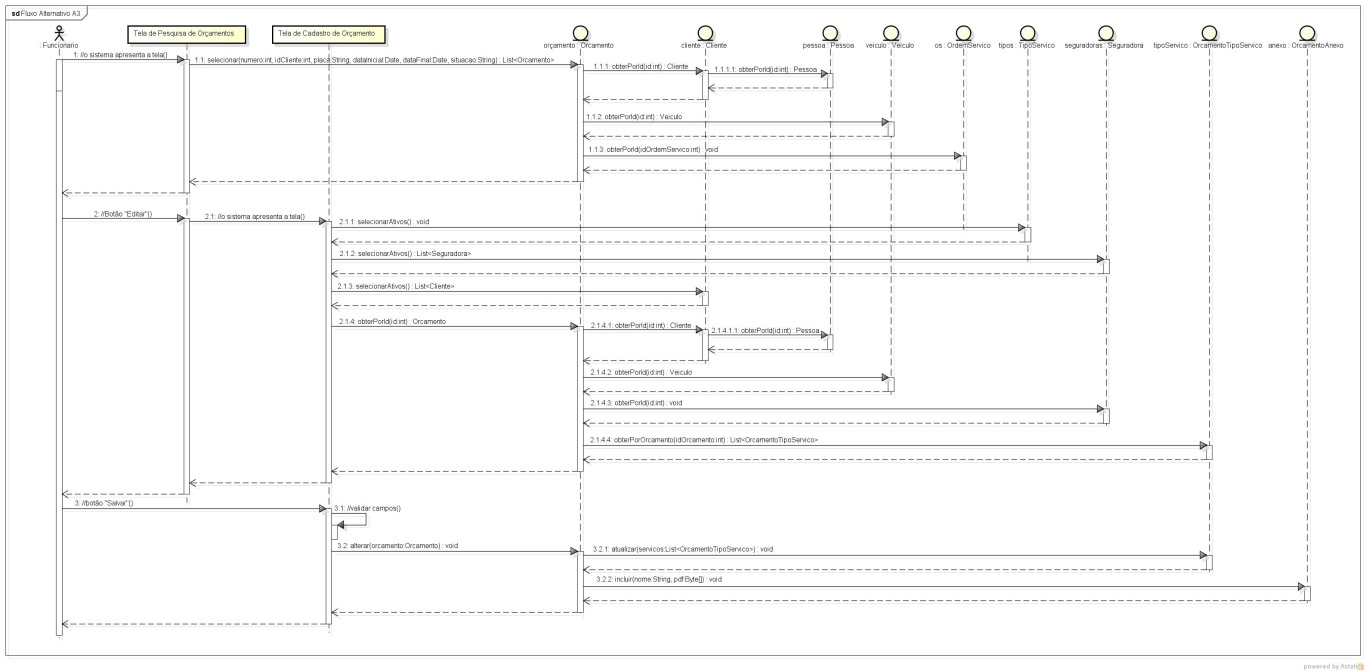 sd Fluxo Alternativo A3
Tela de Pesquisa de Orçamentos
Tela de Cadastro de Orçamento
: Funcionario
orçamento : Orcamento
cliente : Cliente
pessoa : Pessoa
veiculo : Veiculo
os : OrdemServico
tipos : TipoServico
seguradoras : Seguradora
tipoServico : OrcamentoTipoServico
anexo : OrcamentoAnexo
1: //o sistema apresenta a tela()
1.1: selecionar(numero:int, idCliente:int, placa:String, dataInicial:Date, dataFinal:Date, situacao:String) : List<Orcamento>
1.1.1: obterPorId(id:int) : Cliente
1.1.1.1: obterPorId(id:int) : Pessoa
1.1.2: obterPorId(id:int) : Veiculo
1.1.3: obterPorId(idOrdemServico:int) : void
2: //Botão "Editar"()
2.1: //o sistema apresenta a tela()
2.1.1: selecionarAtivos() : void
2.1.2: selecionarAtivos() : List<Seguradora>
2.1.3: selecionarAtivos() : List<Cliente>
2.1.4: obterPorId(id:int) : Orcamento
2.1.4.1: obterPorId(id:int) : Cliente
2.1.4.1.1: obterPorId(id:int) : Pessoa
2.1.4.2: obterPorId(id:int) : Veiculo
2.1.4.3: obterPorId(id:int) : void
2.1.4.4: obterPorOrcamento(idOrcamento:int) : List<OrcamentoTipoServico>
3: //botão "Salvar"()
3.1: //validar campos()
3.2: alterar(orcamento:Orcamento) : void
3.2.1: atualizar(servicos:List<OrcamentoTipoServico>) : void
3.2.2: incluir(nome:String, pdf:Byte[]) : void
powered by Astah